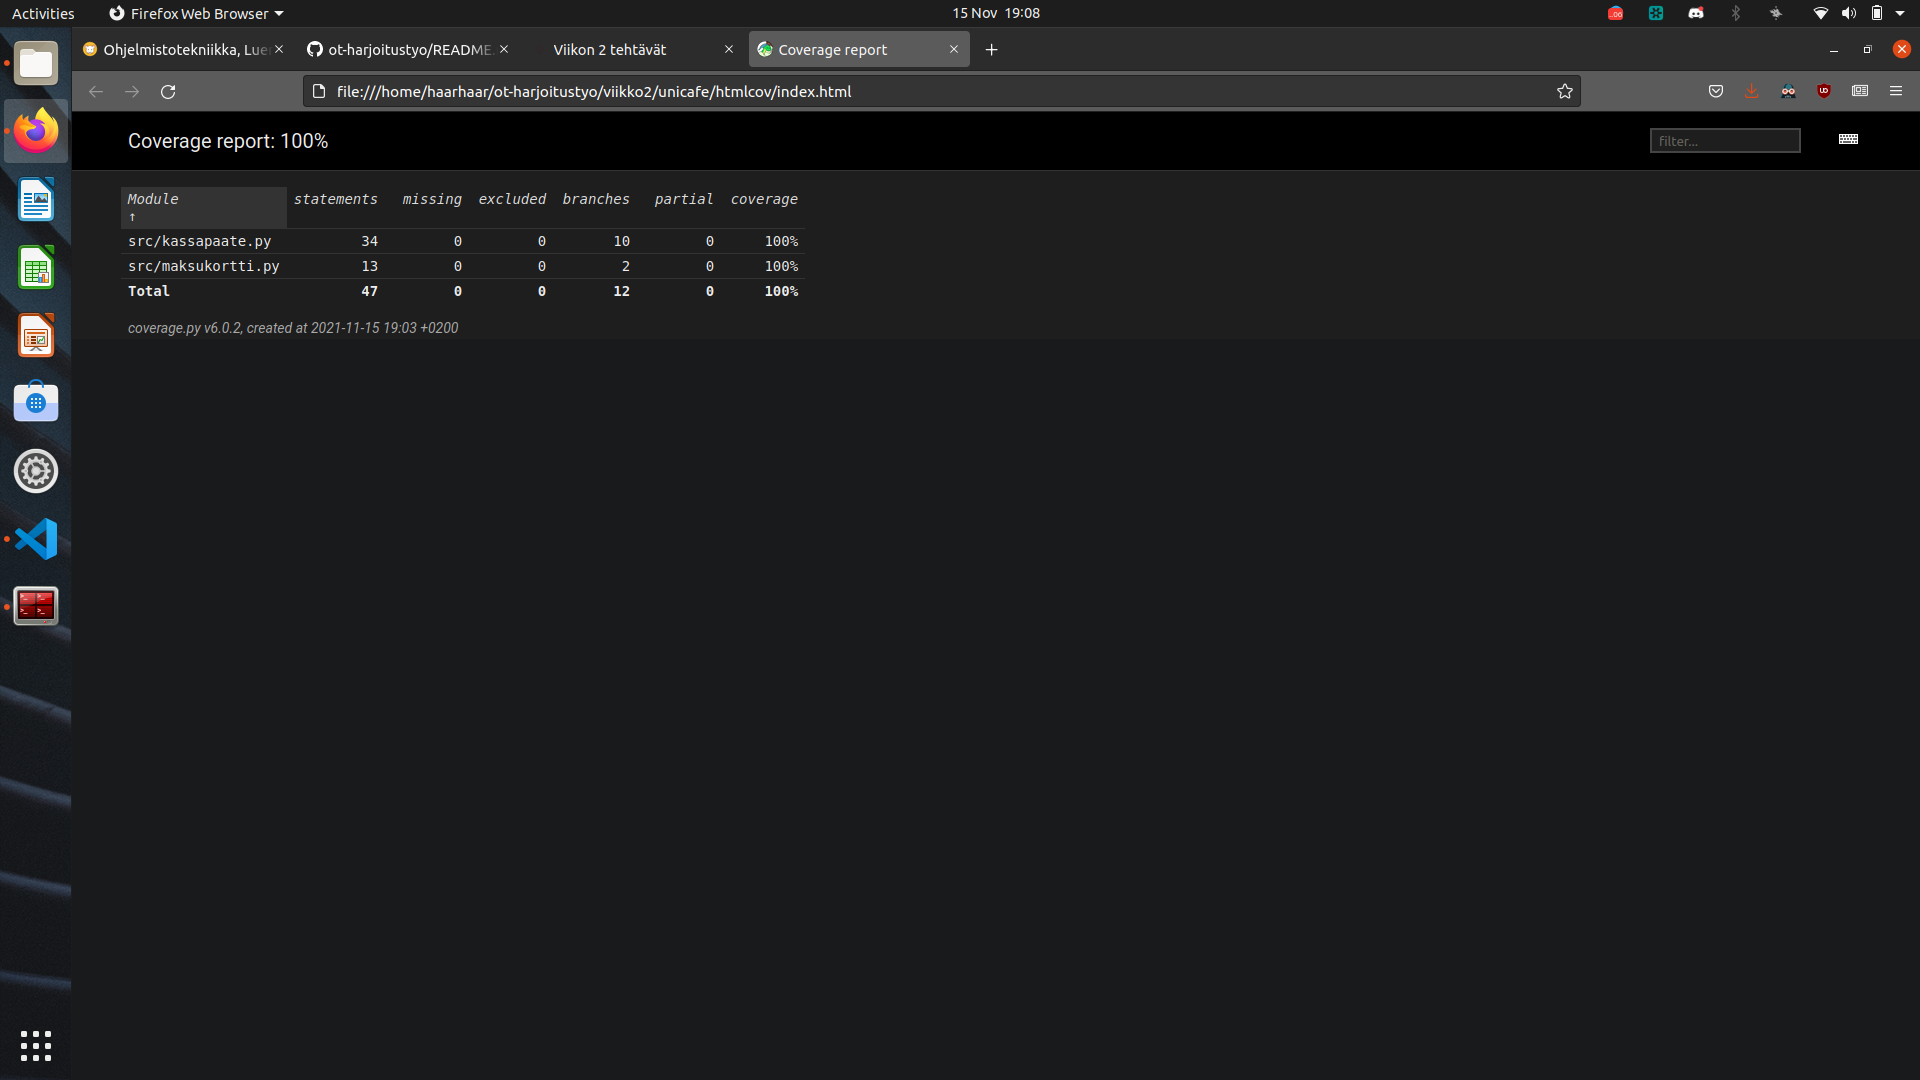 Activities
Firefox Web Browser
15 Nov 19:08
Ohjelmistotekniikka, Lue
ot-harjoitustyo/README.
Viikon 2 tehtävät
Coverage report
file:///home/haarhaar/ot-harjoitustyo/viikko2/unicafe/htmlcov/index.html
Coverage report: 100%
filter...
Module ↑ statements missing excluded branches partial coverage
src/kassapaate.py 34 0 0 10 0 100%
src/maksukortti.py 13 0 0 2 0 100%
Total 47 0 0 12 0 100%
coverage.py v6.0.2, created at 2021-11-15 19:03 +0200